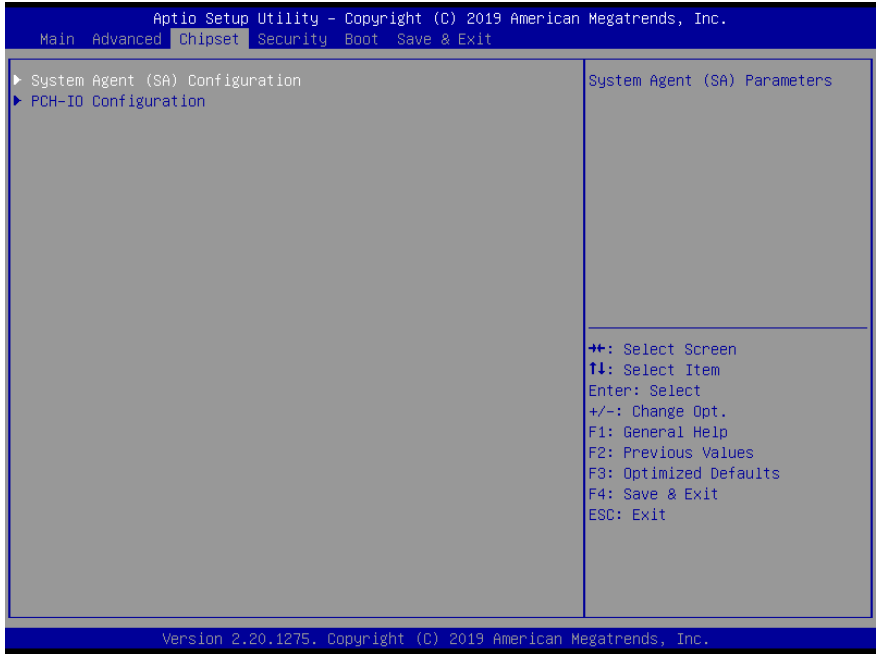 Aptio Setup Utility – Copyright (C) 2019 American Megatrends, Inc.
Main Advanced Chipset Security Boot Save & Exit
▶ System Agent (SA) Configuration
▶ PCH-IO Configuration
System Agent (SA) Parameters
→←: Select Screen
↑↓: Select Item
Enter: Select
+/-: Change Opt.
F1: General Help
F2: Previous Values
F3: Optimized Defaults
F4: Save & Exit
ESC: Exit
Version 2.20.1275. Copyright (C) 2019 American Megatrends, Inc.